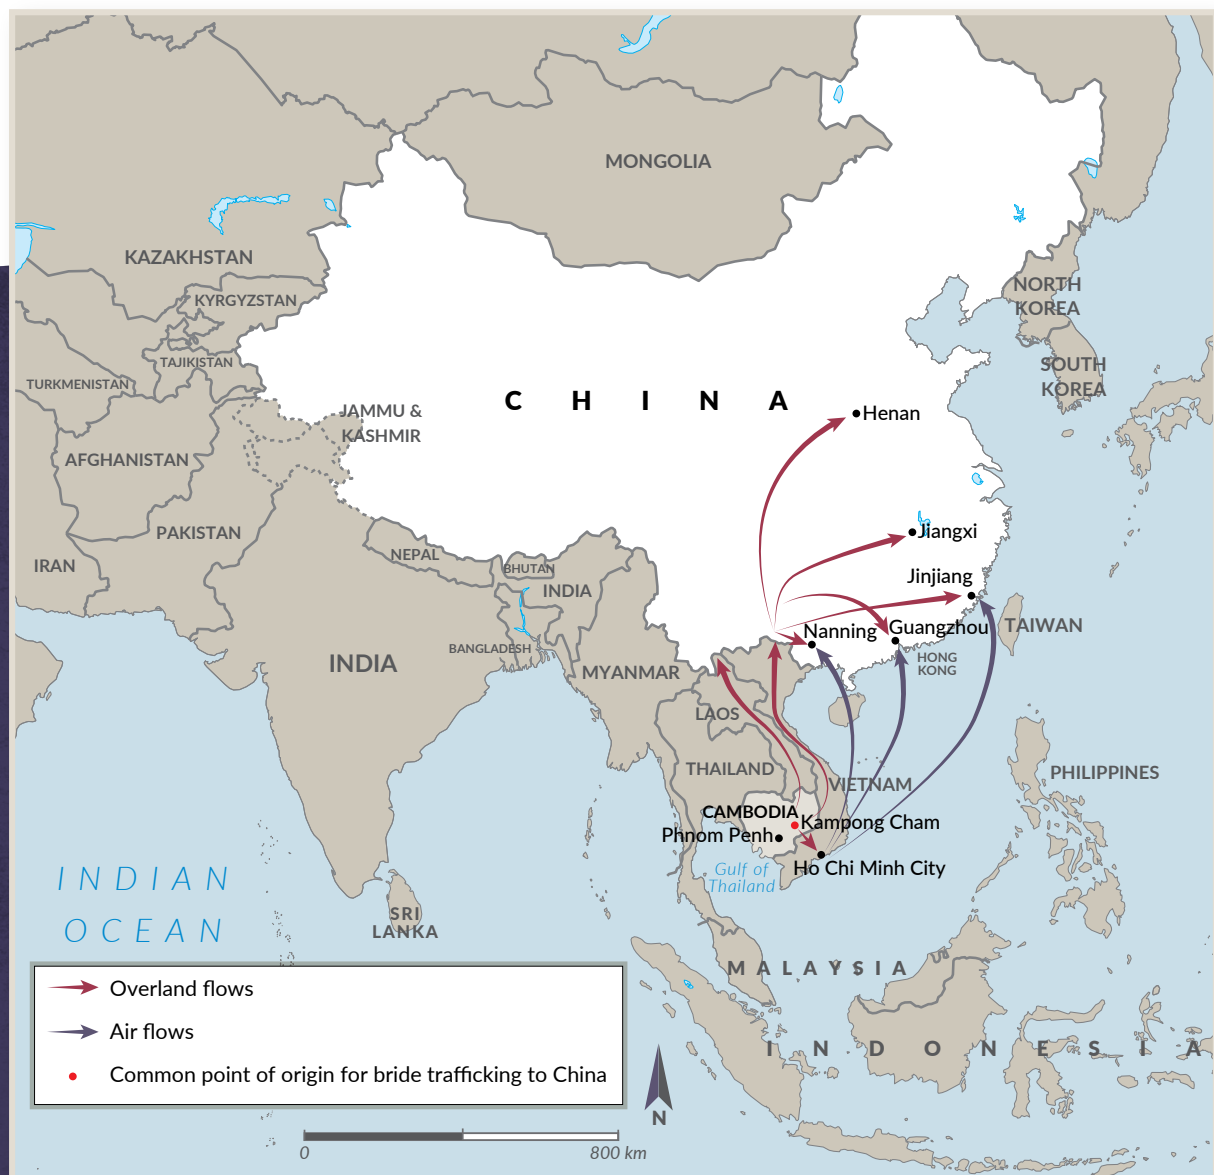 MONGOLIA
KAZAKHSTAN
KYRGYZSTAN
NORTH
KOREA
TAJIKISTAN
SOUTH
KOREA
TURKMENISTAN
C H I N A
JAMMU &
KASHMIR
Henan
AFGHANISTAN
PAKISTAN
Jiangxi
NEPAL
IRAN
BHUTAN
INDIA
Jinjiang
TAIWAN
Nanning
Guangzhou
BANGLADESH
INDIA
HONG
KONG
MYANMAR
LAOS
THAILAND
VIETNAM
PHILIPPINES
CAMBODIA
Kampong Cham
Phnom Penh
Ho Chi Minh City
Gulf of
Thailand
INDIAN
OCEAN
SRI
LANKA
MALAYSIA
INDONESIA
Overland flows
Air flows
Common point of origin for bride trafficking to China
N
0 800 km